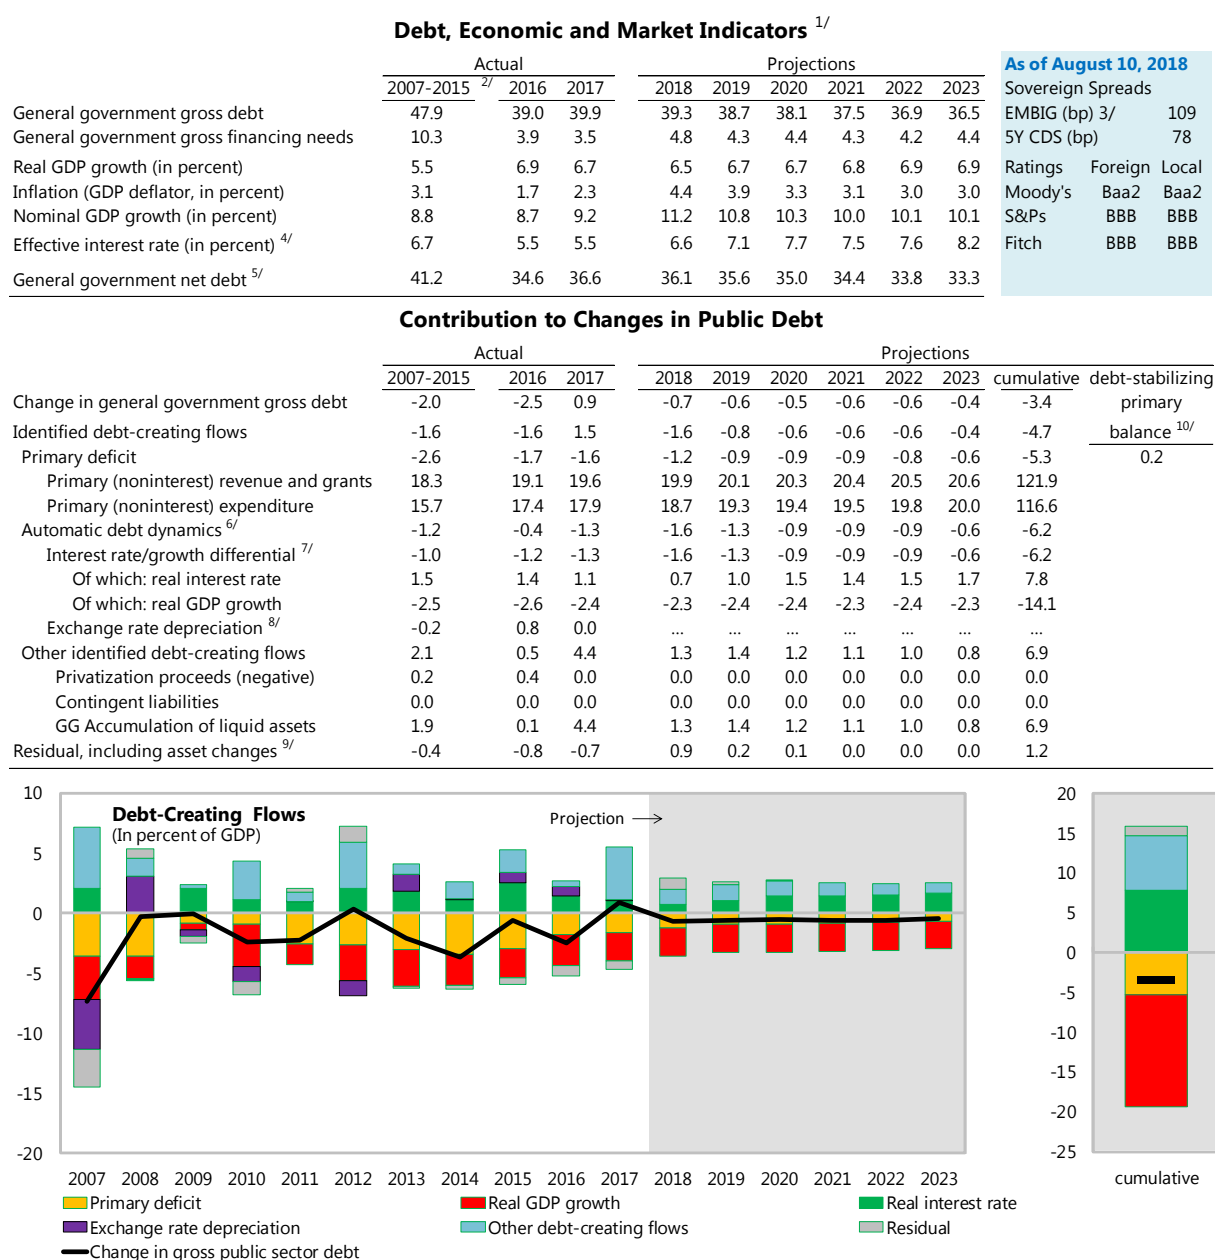 Debt, Economic and Market Indicators 1/
Actual Projections As of August 10, 2018
2007-2015 2/ 2016 2017 2018 2019 2020 2021 2022 2023 Sovereign Spreads
General government gross debt 47.9 39.0 39.9 39.3 38.7 38.1 37.5 36.9 36.5 EMBIG (bp) 3/ 109
General government gross financing needs 10.3 3.9 3.5 4.8 4.3 4.4 4.3 4.2 4.4 5Y CDS (bp) 78
Real GDP growth (in percent) 5.5 6.9 6.7 6.5 6.7 6.7 6.8 6.9 6.9 Ratings Foreign Local
Inflation (GDP deflator, in percent) 3.1 1.7 2.3 4.4 3.9 3.3 3.1 3.0 3.0 Moody's Baa2 Baa2
Nominal GDP growth (in percent) 8.8 8.7 9.2 11.2 10.8 10.3 10.0 10.1 10.1 S&Ps BBB BBB
Effective interest rate (in percent) 4/ 6.7 5.5 5.5 6.6 7.1 7.7 7.5 7.6 8.2 Fitch BBB BBB
General government net debt 5/ 41.2 34.6 36.6 36.1 35.6 35.0 34.4 33.8 33.3
Contribution to Changes in Public Debt
Actual Projections
2007-2015 2016 2017 2018 2019 2020 2021 2022 2023 cumulative debt-stabilizing
Change in general government gross debt -2.0 -2.5 0.9 -0.7 -0.6 -0.5 -0.6 -0.6 -0.4 -3.4 primary
Identified debt-creating flows -1.6 -1.6 1.5 -1.6 -0.8 -0.6 -0.6 -0.6 -0.4 -4.7 balance 10/
Primary deficit -2.6 -1.7 -1.6 -1.2 -0.9 -0.9 -0.9 -0.8 -0.6 -5.3 0.2
Primary (noninterest) revenue and grants 18.3 19.1 19.6 19.9 20.1 20.3 20.4 20.5 20.6 121.9
Primary (noninterest) expenditure 15.7 17.4 17.9 18.7 19.3 19.4 19.5 19.8 20.0 116.6
Automatic debt dynamics 6/ -1.2 -0.4 -1.3 -1.6 -1.3 -0.9 -0.9 -0.9 -0.6 -6.2
Interest rate/growth differential 7/ -1.0 -1.2 -1.3 -1.6 -1.3 -0.9 -0.9 -0.9 -0.6 -6.2
Of which: real interest rate 1.5 1.4 1.1 0.7 1.0 1.5 1.4 1.5 1.7 7.8
Of which: real GDP growth -2.5 -2.6 -2.4 -2.3 -2.4 -2.4 -2.3 -2.4 -2.3 -14.1
Exchange rate depreciation 8/ -0.2 0.8 0.0 ... ... ... ... ... ... ...
Other identified debt-creating flows 2.1 0.5 4.4 1.3 1.4 1.2 1.1 1.0 0.8 6.9
Privatization proceeds (negative) 0.2 0.4 0.0 0.0 0.0 0.0 0.0 0.0 0.0 0.0
Contingent liabilities 0.0 0.0 0.0 0.0 0.0 0.0 0.0 0.0 0.0 0.0
GG Accumulation of liquid assets 1.9 0.1 4.4 1.3 1.4 1.2 1.1 1.0 0.8 6.9
Residual, including asset changes 9/ -0.4 -0.8 -0.7 0.9 0.2 0.1 0.0 0.0 0.0 1.2
Debt-Creating Flows
(In percent of GDP)
Projection
10
5
0
-5
-10
-15
-20
2007 2008 2009 2010 2011 2012 2013 2014 2015 2016 2017 2018 2019 2020 2021 2022 2023
20
15
10
5
0
-5
-10
-15
-20
-25
cumulative
Primary deficit Real GDP growth Real interest rate
Exchange rate depreciation Other debt-creating flows Residual
Change in gross public sector debt